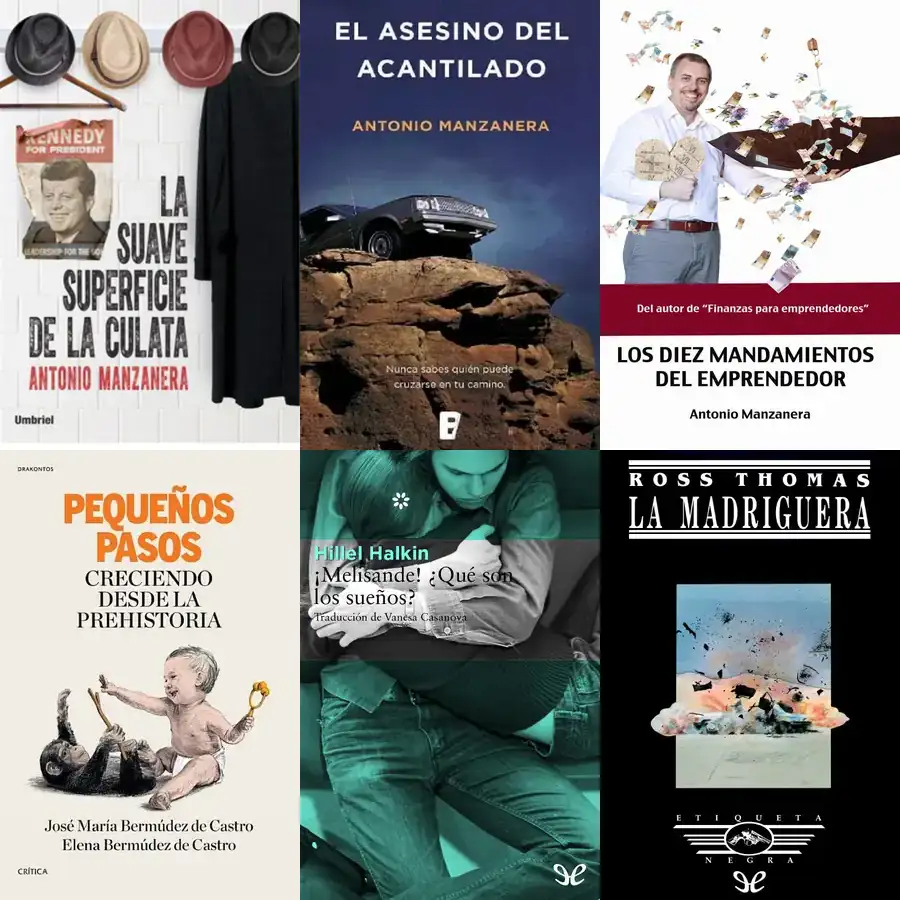 KENNEDY
FOR PRESIDENT
LEADERSHIP FOR THE
LA
SUAVE
SUPERFICIE
DE LA CULATA
ANTONIO MANZANERA
Umbriel
EL ASESINO DEL
ACANTILADO
ANTONIO MANZANERA
Nunca sabes quién puede
cruzarse en tu camino.
B
Del autor de “Finanzas para emprendedores”
LOS DIEZ MANDAMIENTOS
DEL EMPRENDEDOR
Antonio Manzanera
DRAKONTOS
PEQUEÑOS
PASOS
CRECIENDO
DESDE LA
PREHISTORIA
José María Bermúdez de Castro
Elena Bermúdez de Castro
CRÍTICA
Hillel Halkin
¡Melisande! ¿Qué son
los sueños?
Traducción de Vanesa Casanova
ROSS THOMAS
LA MADRIGUERA
ETIQUETA
NEGRA